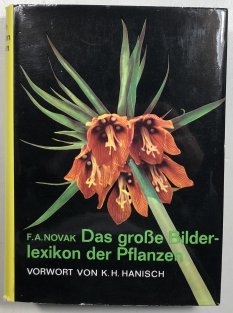 F. A. NOVAK Das große Bilder-
lexikon der Pflanzen
VORWORT VON K. H. HANISCH